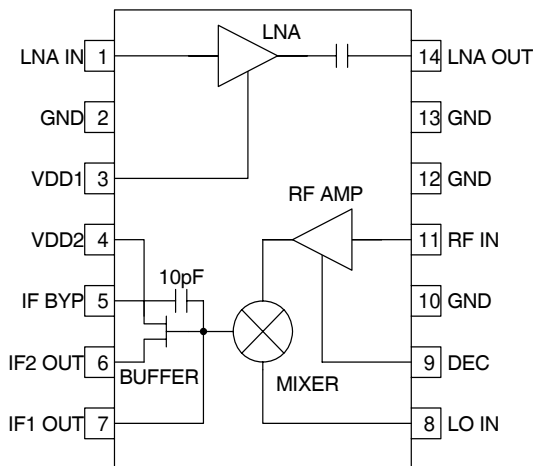 LNA
LNA IN 1
14 LNA OUT
GND 2
13 GND
VDD1 3
12 GND
RF AMP
VDD2 4
11 RF IN
10pF
IF BYP 5
10 GND
IF2 OUT 6
BUFFER
MIXER
9 DEC
IF1 OUT 7
8 LO IN